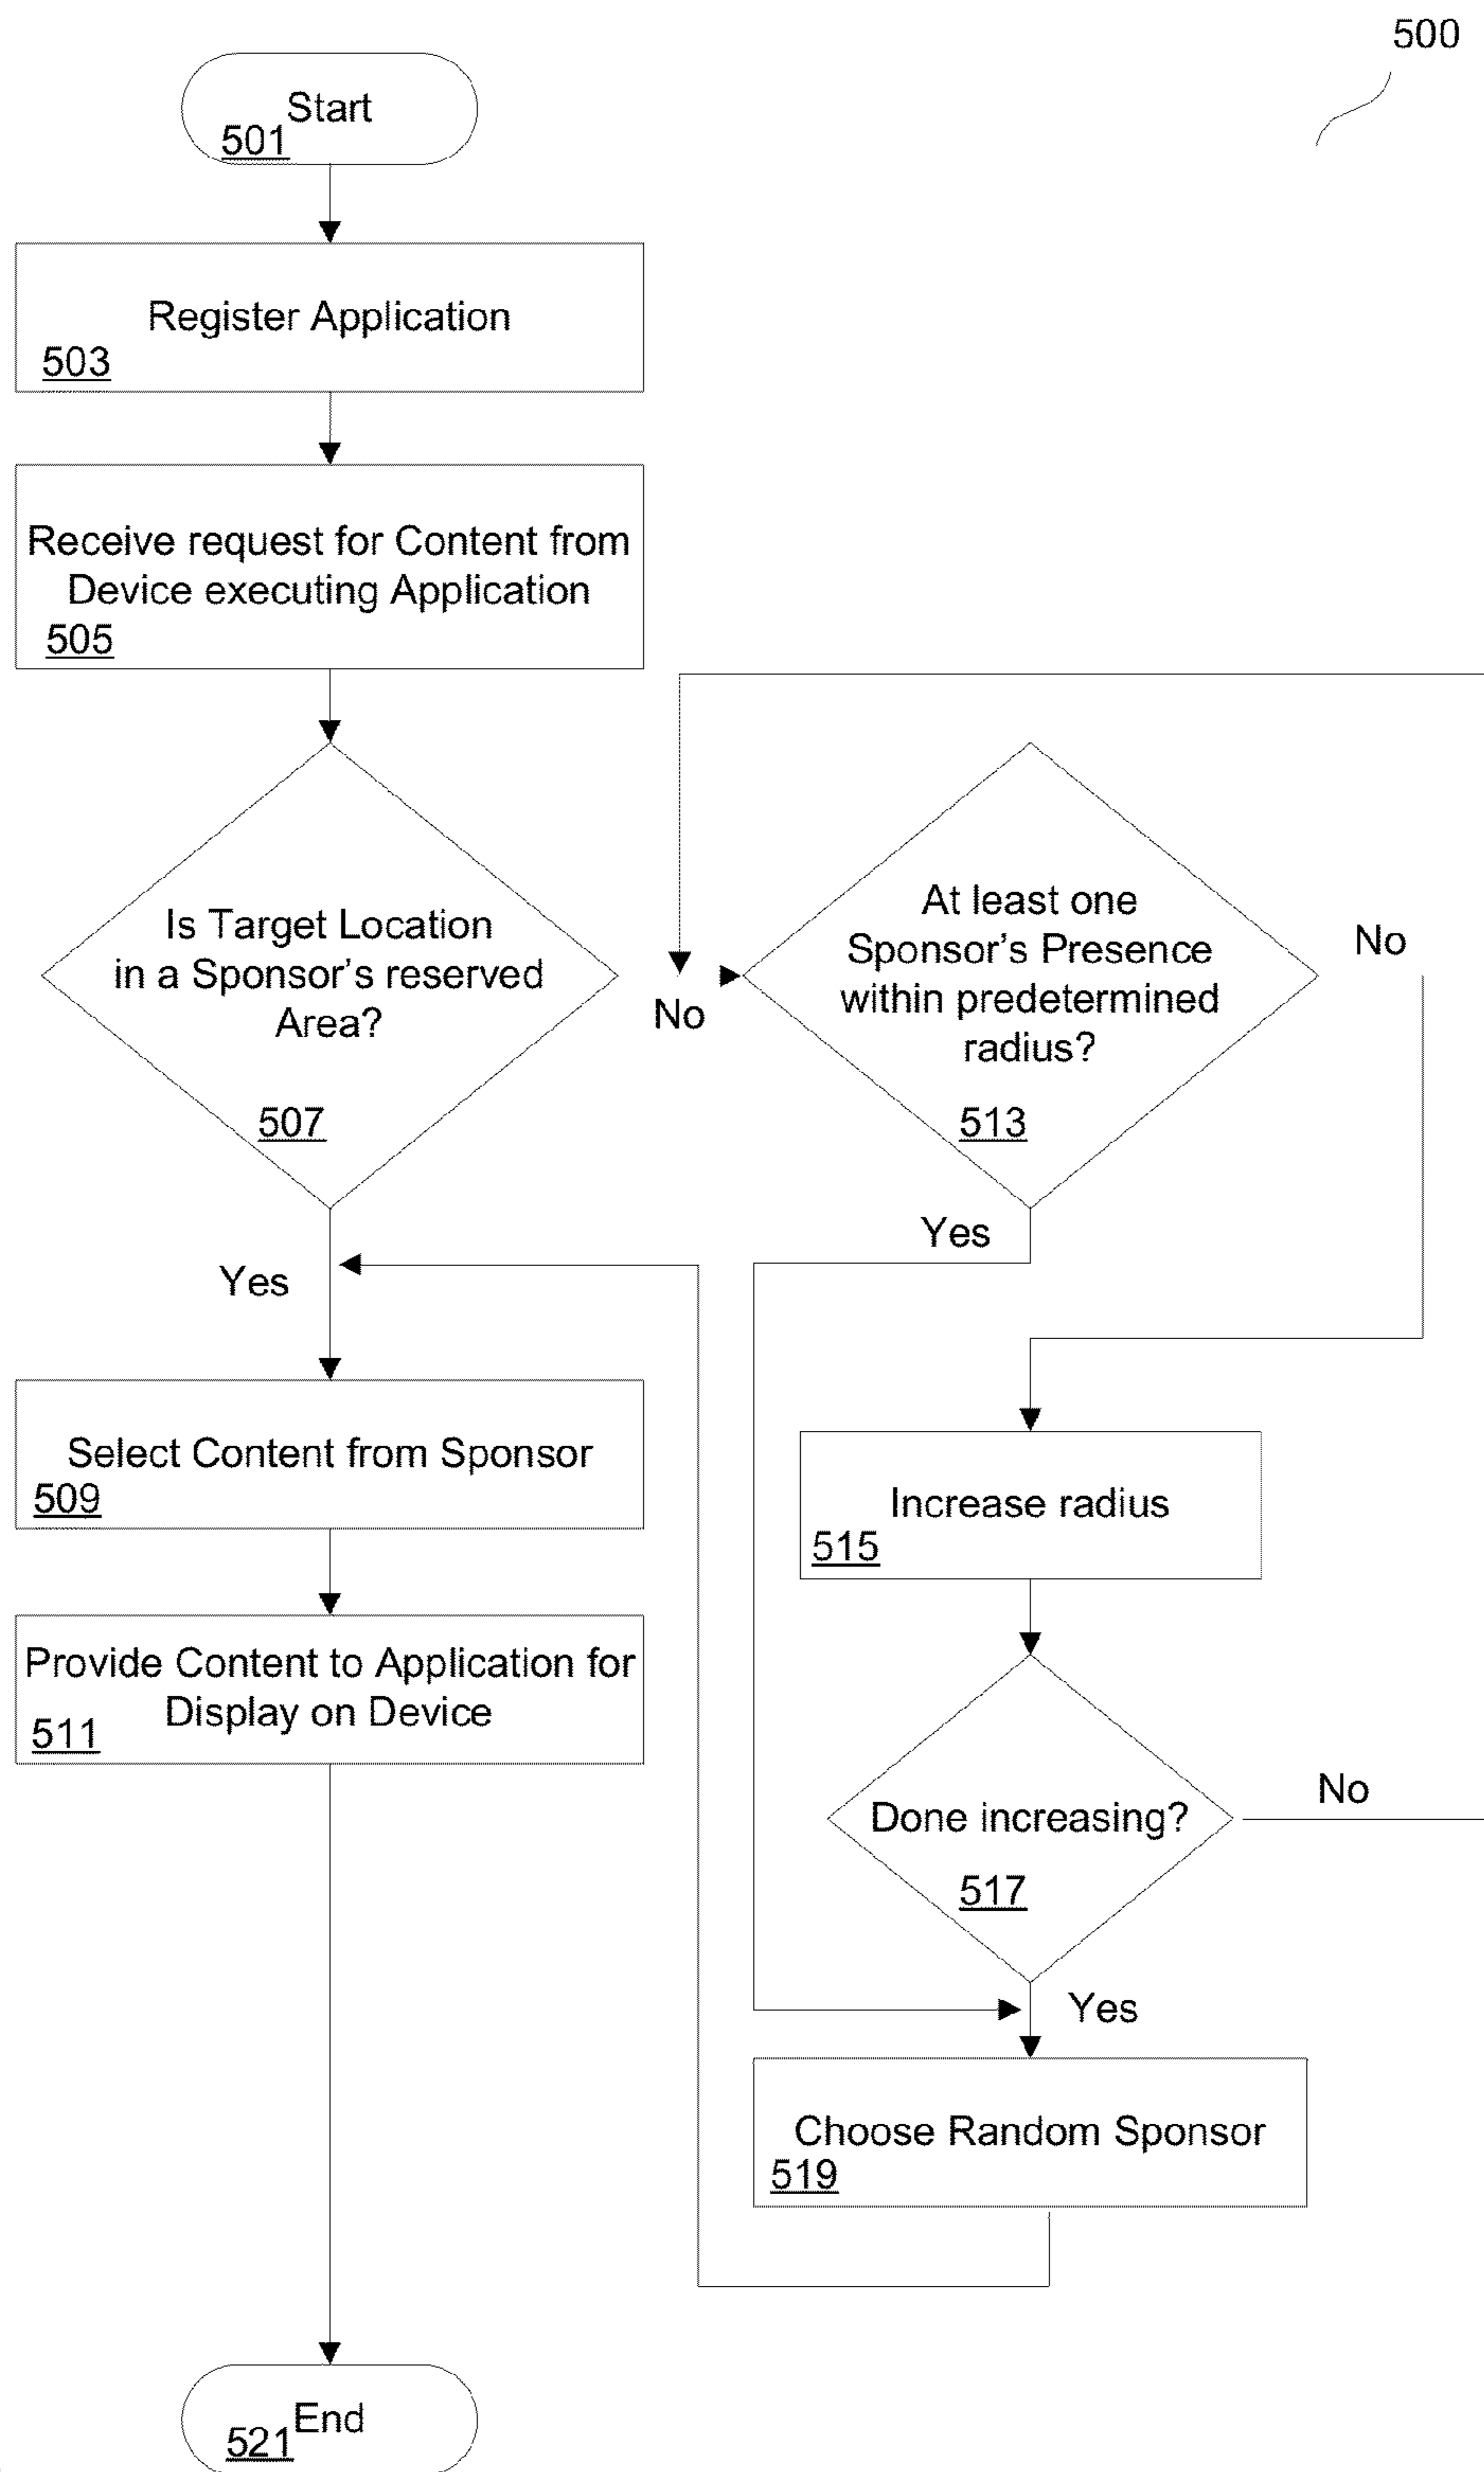 500
Start
501
Register Application
503
Receive request for Content from
Device executing Application
505
Is Target Location
in a Sponsor's reserved
Area?
507
No
At least one
Sponsor's Presence
within predetermined
radius?
513
No
Yes
Yes
Select Content from Sponsor
509
Increase radius
515
Provide Content to Application for
Display on Device
511
Done increasing?
517
No
Yes
Choose Random Sponsor
519
End
521